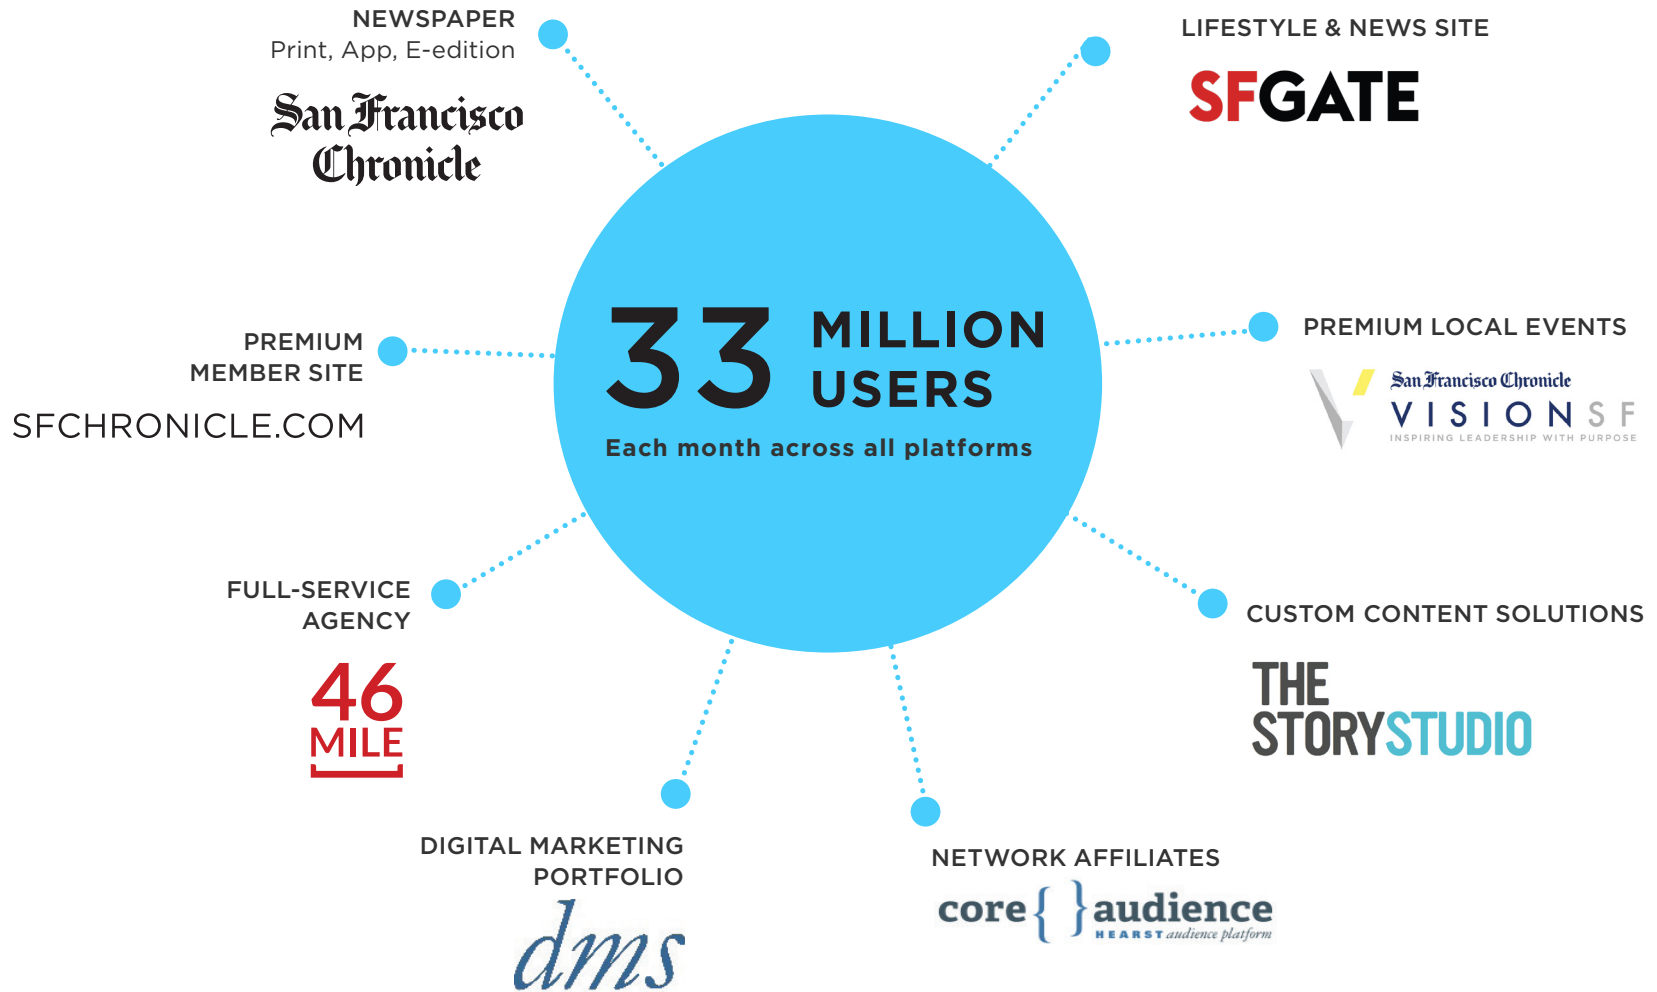 NEWSPAPER
Print, App, E-edition
San Francisco
Chronicle
LIFESTYLE & NEWS SITE
SFGATE
33 MILLION
USERS
Each month across all platforms
PREMIUM
MEMBER SITE
SFCHRONICLE.COM
PREMIUM LOCAL EVENTS
San Francisco Chronicle
VISION SF
INSPIRING LEADERSHIP WITH PURPOSE
FULL-SERVICE
AGENCY
46
MILE
CUSTOM CONTENT SOLUTIONS
THE
STORYSTUDIO
DIGITAL MARKETING
PORTFOLIO
dms
NETWORK AFFILIATES
core{ }audience
HEARST audience platform